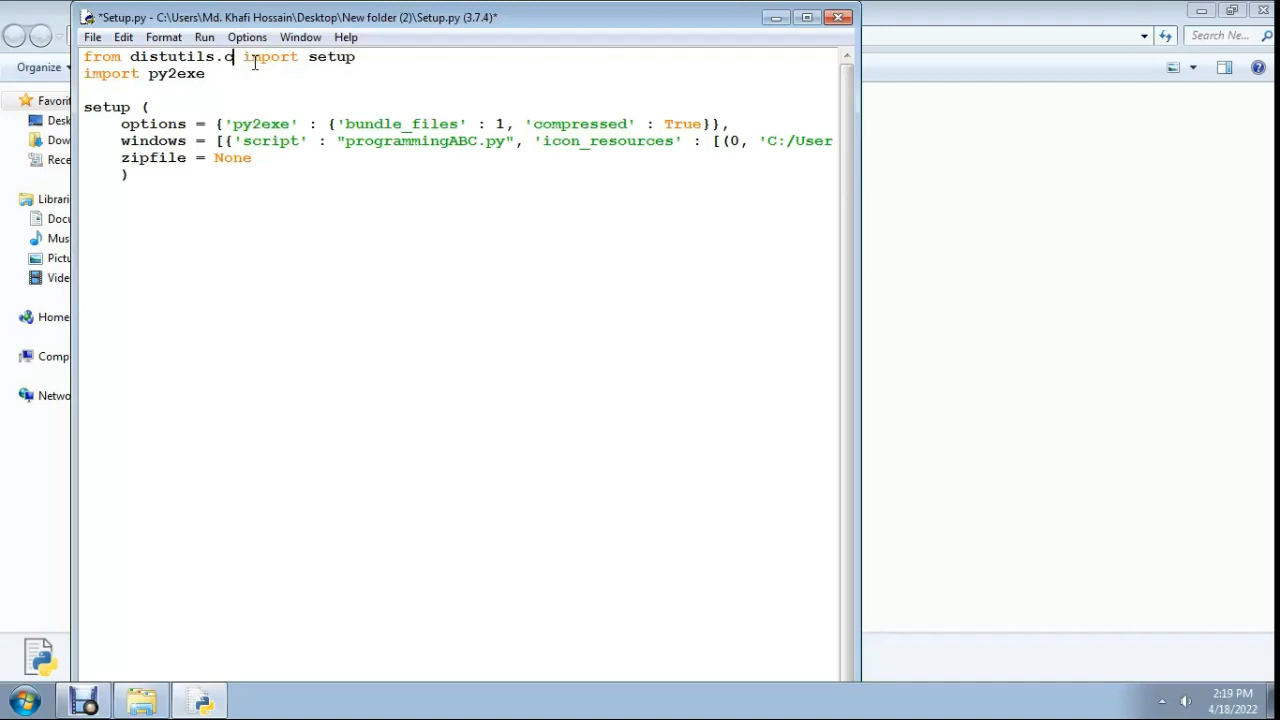 *Setup.py - C:\Users\Md. Khafi Hossain\Desktop\New folder (2)\Setup.py (3.7.4)*
File Edit Format Run Options Window Help
Search Ne...
Organize
from distutils.c import setup
import py2exe
setup (
options = {'py2exe' : {'bundle_files' : 1, 'compressed' : True}},
windows = [{'script' : "programmingABC.py", 'icon_resources' : [(0, 'C:/User
zipfile = None
)
Favorit
Desk
Down
Rece
Librari
Docu
Mus
Pictu
Vide
Home
Comp
Netwo
2:19 PM
4/18/2022